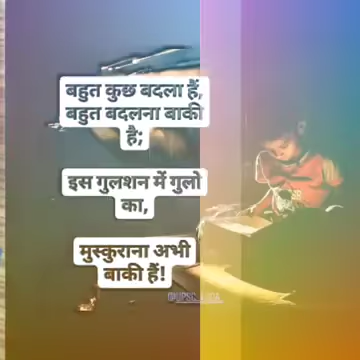 बहुत कुछ बदला हैं,
बहुत बदलना बाकी
है;
इस गुलशन में गुलो
का,
मुस्कुराना अभी
बाकी हैं!